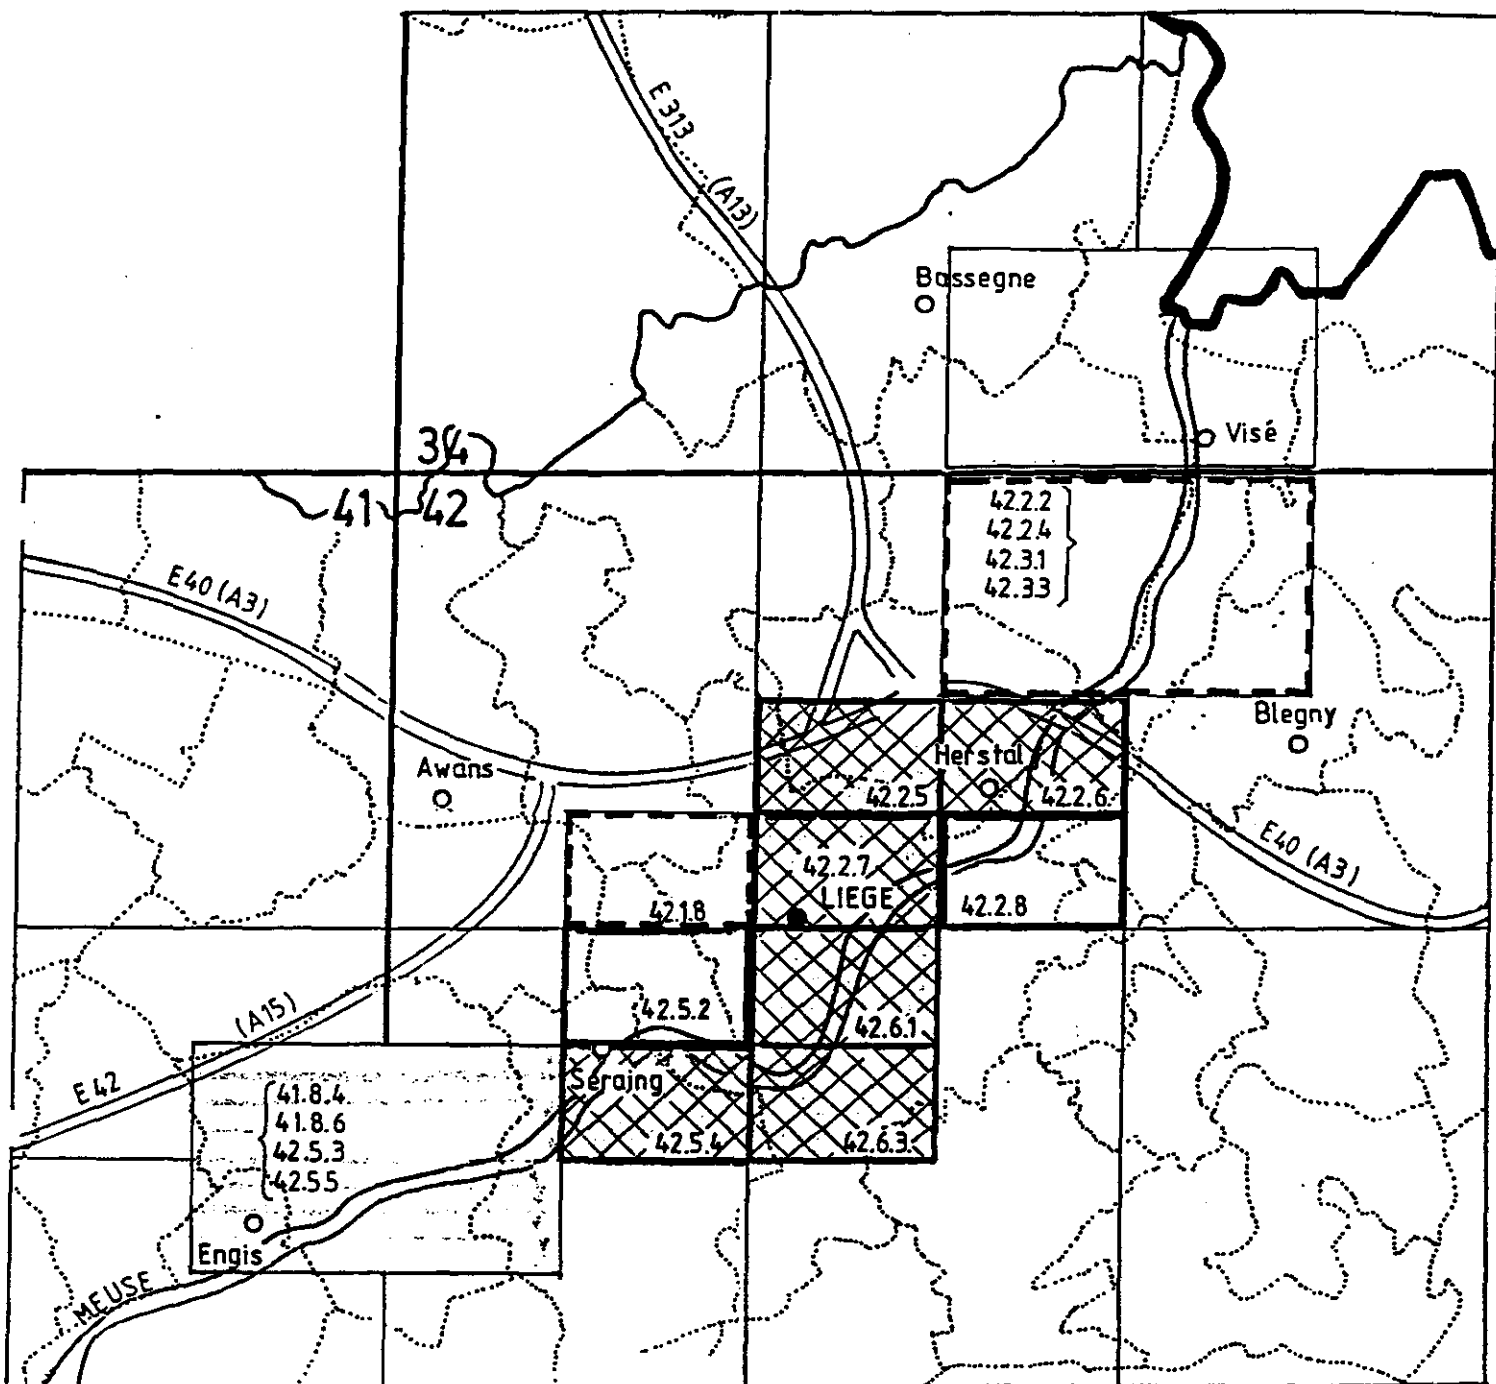 E 313
(A13)
Bassegne
Visé
34
41
42
42.2.2
42.2.4
42.3.1
42.3.3
E40 (A3)
Blegny
Awans
Herstal
42.2.5
42.2.6
E40 (A3)
42.2.7
LIEGE
42.1.8
42.2.8
42.5.2
42.6.1
(A15)
E 42
Seraing
41.8.4
41.8.6
42.5.3
42.5.5
42.5.4
42.6.3
Engis
MEUSE